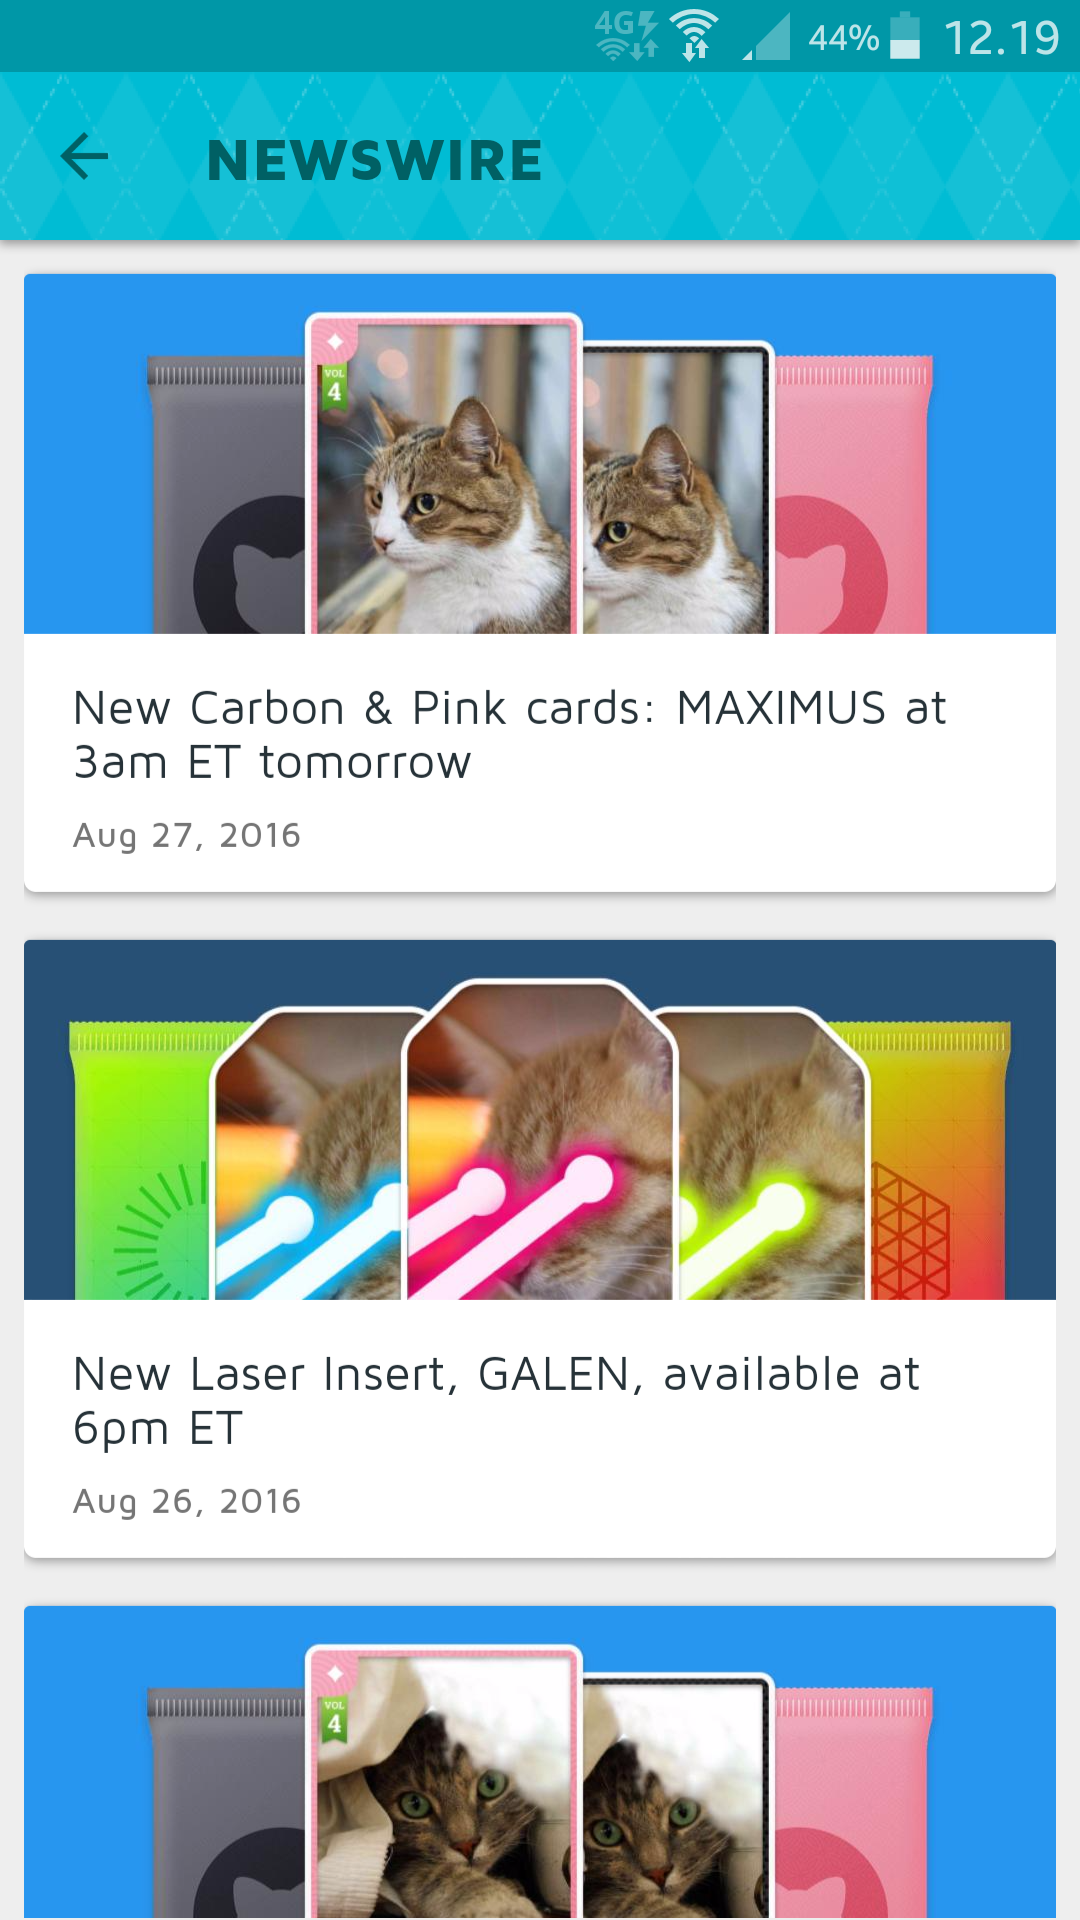 4G 44% 12.19
NEWSWIRE
VOL
4
New Carbon & Pink cards: MAXIMUS at
3am ET tomorrow
Aug 27, 2016
New Laser Insert, GALEN, available at
6pm ET
Aug 26, 2016
VOL
4